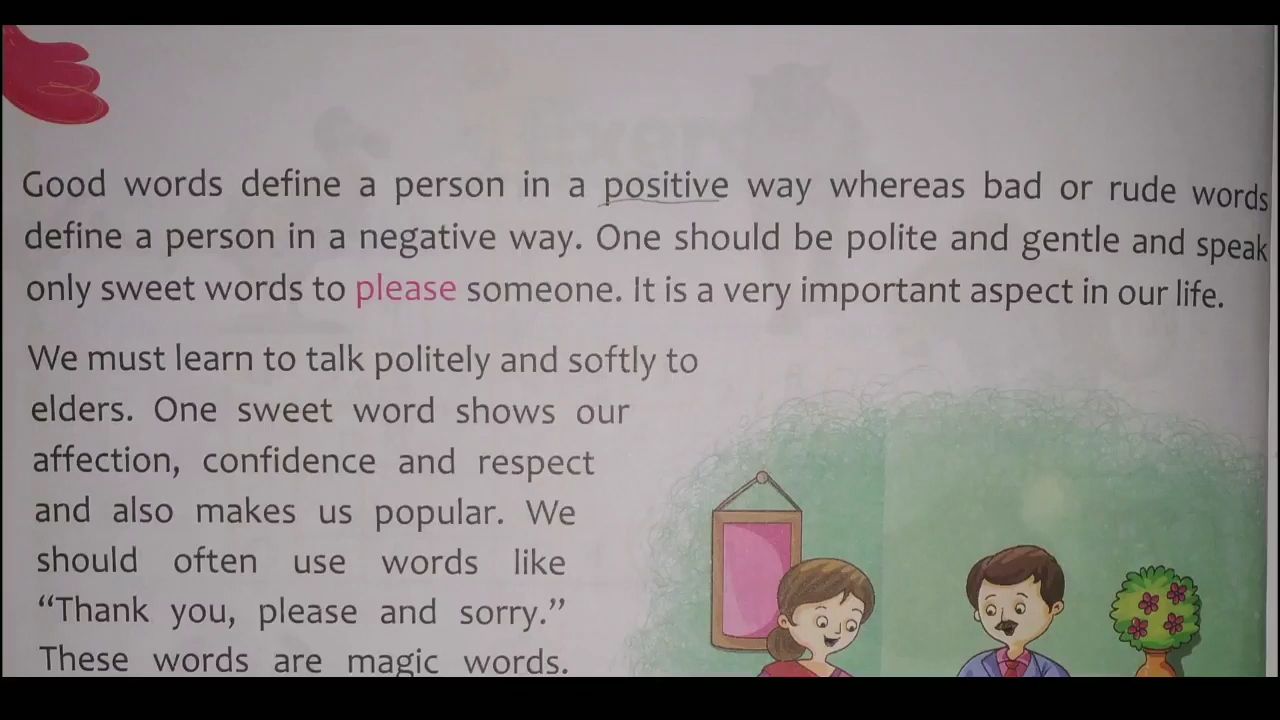 Good words define a person in a positive way whereas bad or rude words
define a person in a negative way. One should be polite and gentle and speak
only sweet words to please someone. It is a very important aspect in our life.
We must learn to talk politely and softly to
elders. One sweet word shows our
affection, confidence and respect
and also makes us popular. We
should often use words like
“Thank you, please and sorry.”
These words are magic words.